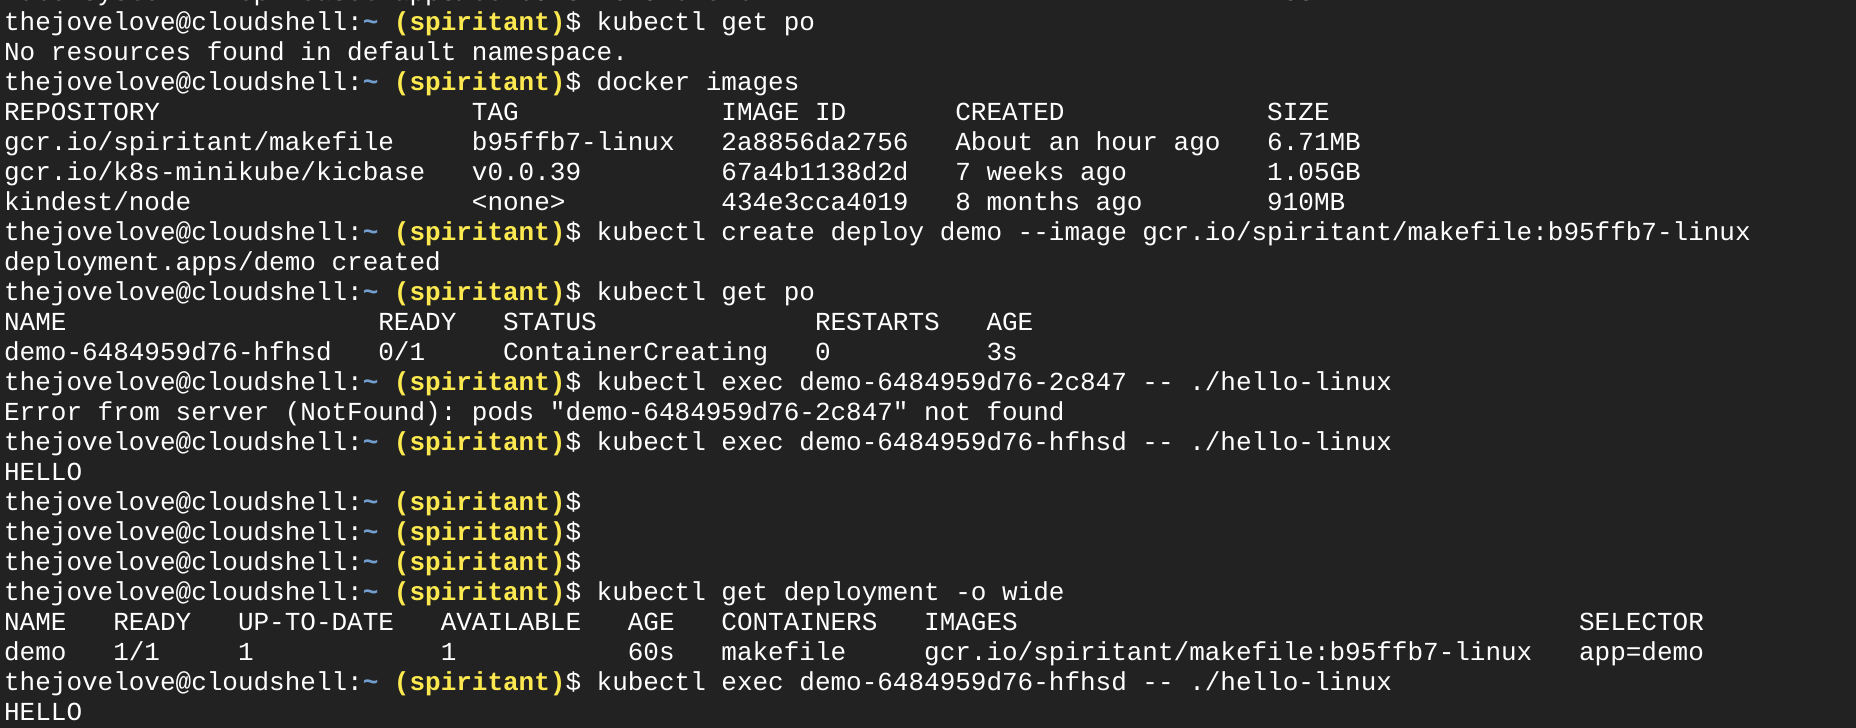 thejovelove@cloudshell:~ (spiritant)$ kubectl get po
No resources found in default namespace.
thejovelove@cloudshell:~ (spiritant)$ docker images
REPOSITORY                    TAG             IMAGE ID       CREATED             SIZE
gcr.io/spiritant/makefile     b95ffb7-linux   2a8856da2756   About an hour ago   6.71MB
gcr.io/k8s-minikube/kicbase   v0.0.39         67a4b1138d2d   7 weeks ago         1.05GB
kindest/node                  <none>          434e3cca4019   8 months ago        910MB
thejovelove@cloudshell:~ (spiritant)$ kubectl create deploy demo --image gcr.io/spiritant/makefile:b95ffb7-linux
deployment.apps/demo created
thejovelove@cloudshell:~ (spiritant)$ kubectl get po
NAME                    READY   STATUS              RESTARTS   AGE
demo-6484959d76-hfhsd   0/1     ContainerCreating   0          3s
thejovelove@cloudshell:~ (spiritant)$ kubectl exec demo-6484959d76-2c847 -- ./hello-linux
Error from server (NotFound): pods "demo-6484959d76-2c847" not found
thejovelove@cloudshell:~ (spiritant)$ kubectl exec demo-6484959d76-hfhsd -- ./hello-linux
HELLO
thejovelove@cloudshell:~ (spiritant)$
thejovelove@cloudshell:~ (spiritant)$
thejovelove@cloudshell:~ (spiritant)$
thejovelove@cloudshell:~ (spiritant)$ kubectl get deployment -o wide
NAME   READY   UP-TO-DATE   AVAILABLE   AGE   CONTAINERS   IMAGES                                    SELECTOR
demo   1/1     1            1           60s   makefile     gcr.io/spiritant/makefile:b95ffb7-linux   app=demo
thejovelove@cloudshell:~ (spiritant)$ kubectl exec demo-6484959d76-hfhsd -- ./hello-linux
HELLO